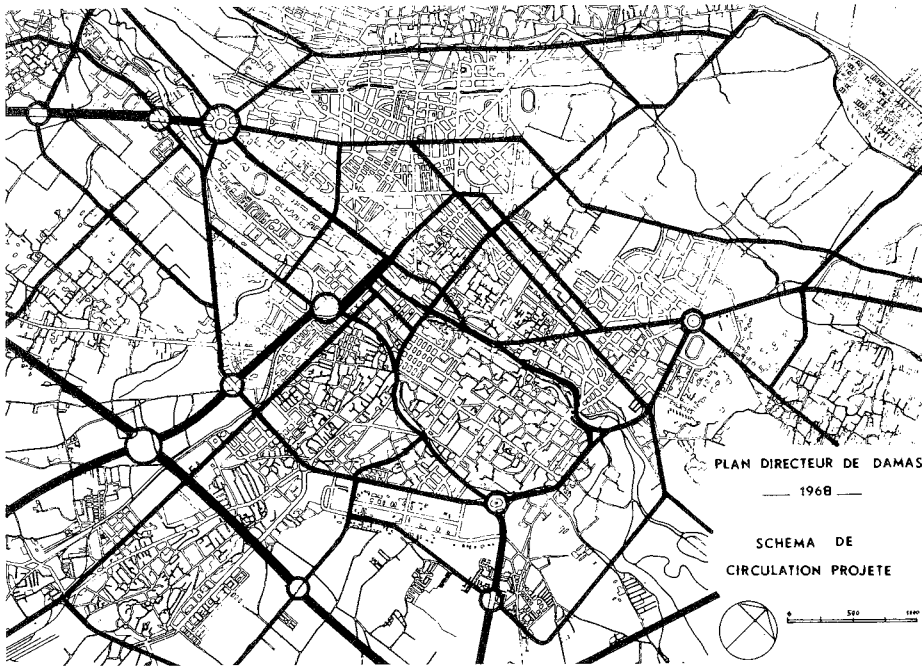 PLAN DIRECTEUR DE DAMAS
1968
SCHEMA DE
CIRCULATION PROJETE
0 500 1000